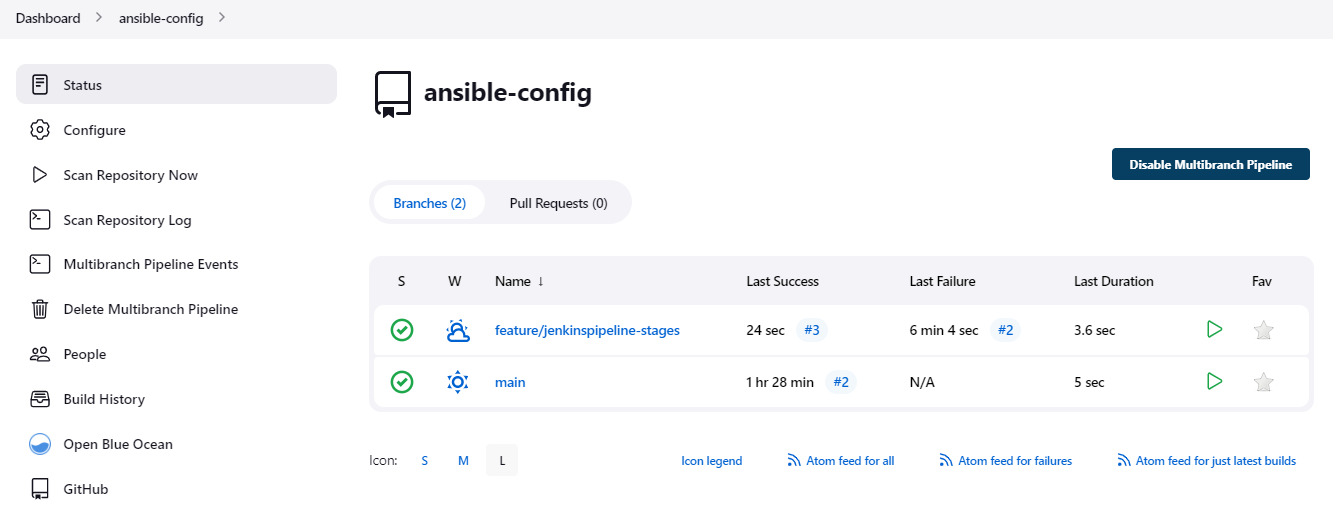 Dashboard > ansible-config >
Status
Configure
Scan Repository Now
Scan Repository Log
Multibranch Pipeline Events
Delete Multibranch Pipeline
People
Build History
Open Blue Ocean
GitHub
ansible-config
Disable Multibranch Pipeline
Branches (2) Pull Requests (0)
S W Name ↓ Last Success Last Failure Last Duration Fav
feature/jenkinspipeline-stages 24 sec #3 6 min 4 sec #2 3.6 sec
main 1 hr 28 min #2 N/A 5 sec
Icon: S M L Icon legend Atom feed for all Atom feed for failures Atom feed for just latest builds